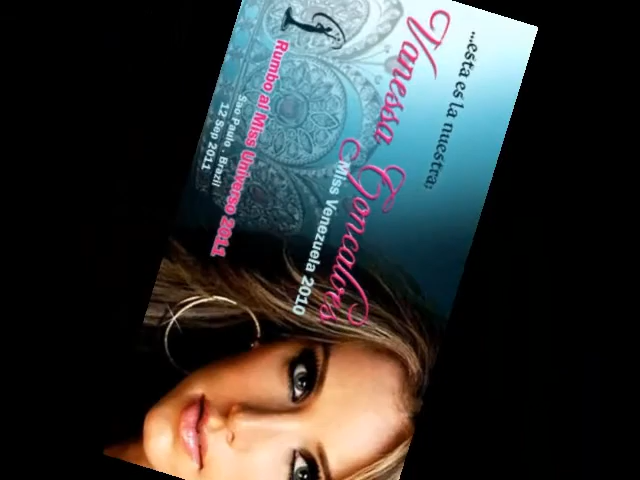 ...esta es la nuestra:
Vanessa Goncalves
Miss Venezuela 2010
Rumbo al Miss Universo 2011
Sao Paulo - Brazil
12 Sep 2011